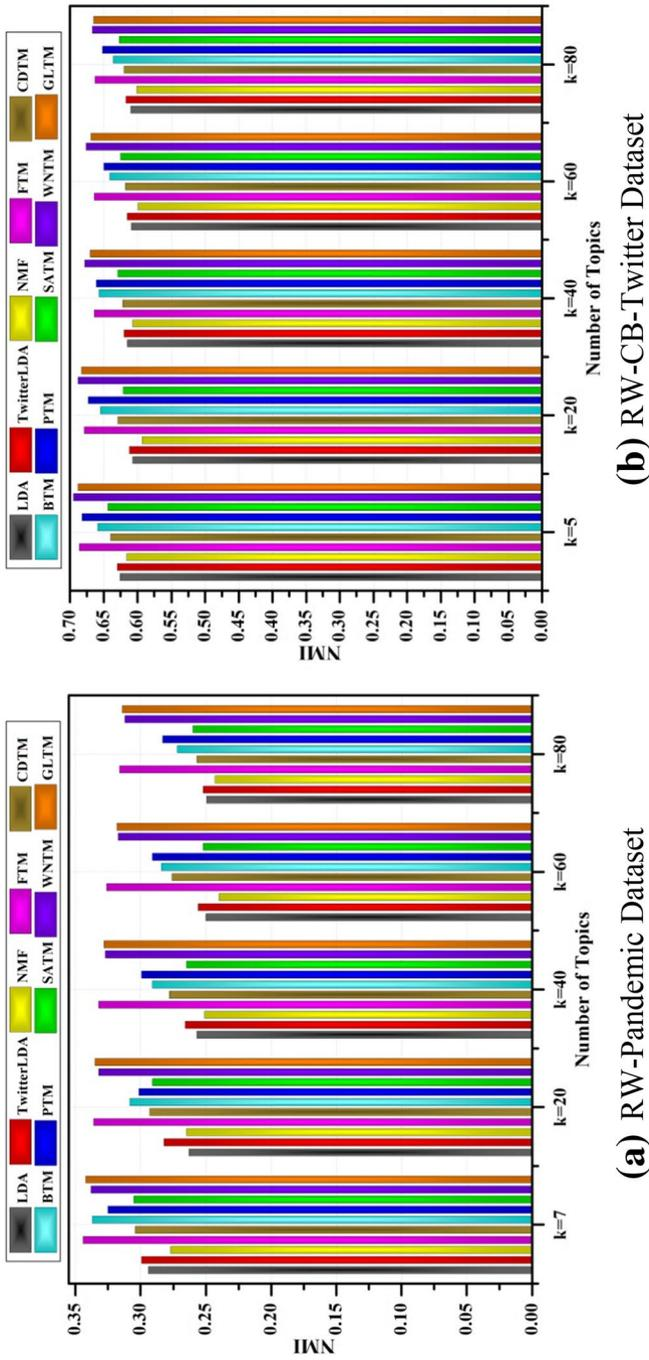 LDA TwitterLDA NMF FTM CDTM
BTM PTM SATM WNTM GLTM
NMI
0.35
0.30
0.25
0.20
0.15
0.10
0.05
0.00
k=7 k=20 k=40 k=60 k=80
Number of Topics
(a) RW-Pandemic Dataset
LDA TwitterLDA NMF FTM CDTM
BTM PTM SATM WNTM GLTM
NMI
0.70
0.65
0.60
0.55
0.50
0.45
0.40
0.35
0.30
0.25
0.20
0.15
0.10
0.05
0.00
k=5 k=20 k=40 k=60 k=80
Number of Topics
(b) RW-CB-Twitter Dataset